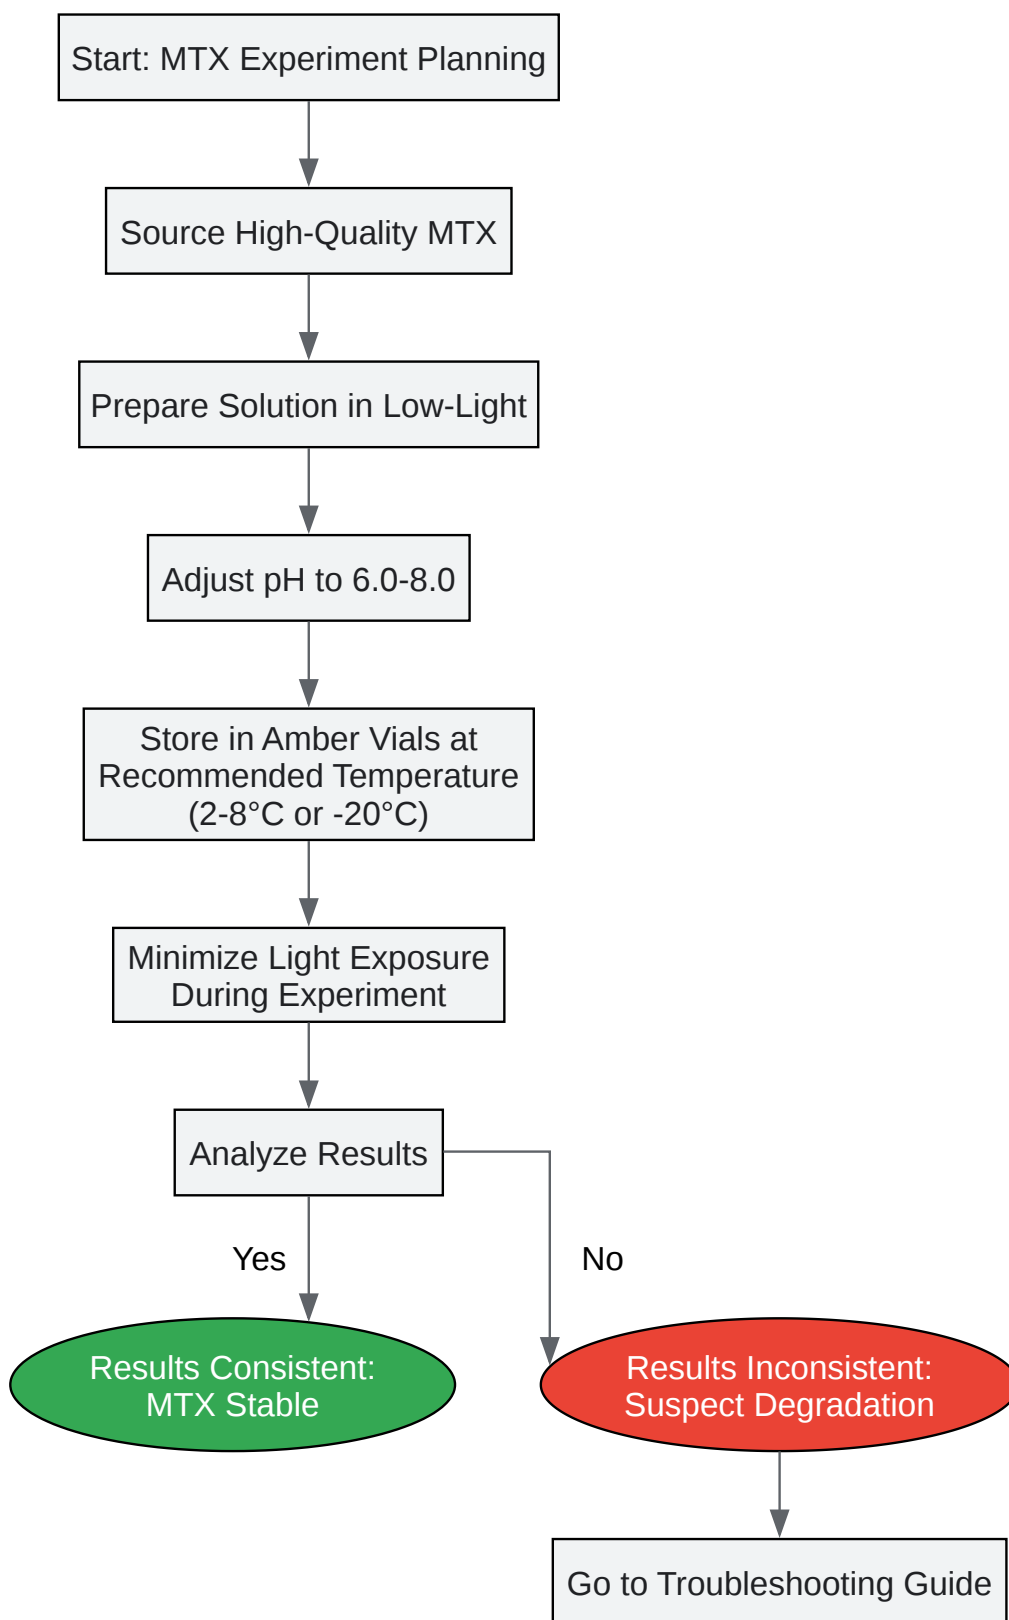 Start: MTX Experiment Planning
Source High-Quality MTX
Prepare Solution in Low-Light
Adjust pH to 6.0-8.0
Store in Amber Vials at
Recommended Temperature
(2-8°C or -20°C)
Minimize Light Exposure
During Experiment
Analyze Results
Yes
No
Results Consistent:
MTX Stable
Results Inconsistent:
Suspect Degradation
Go to Troubleshooting Guide